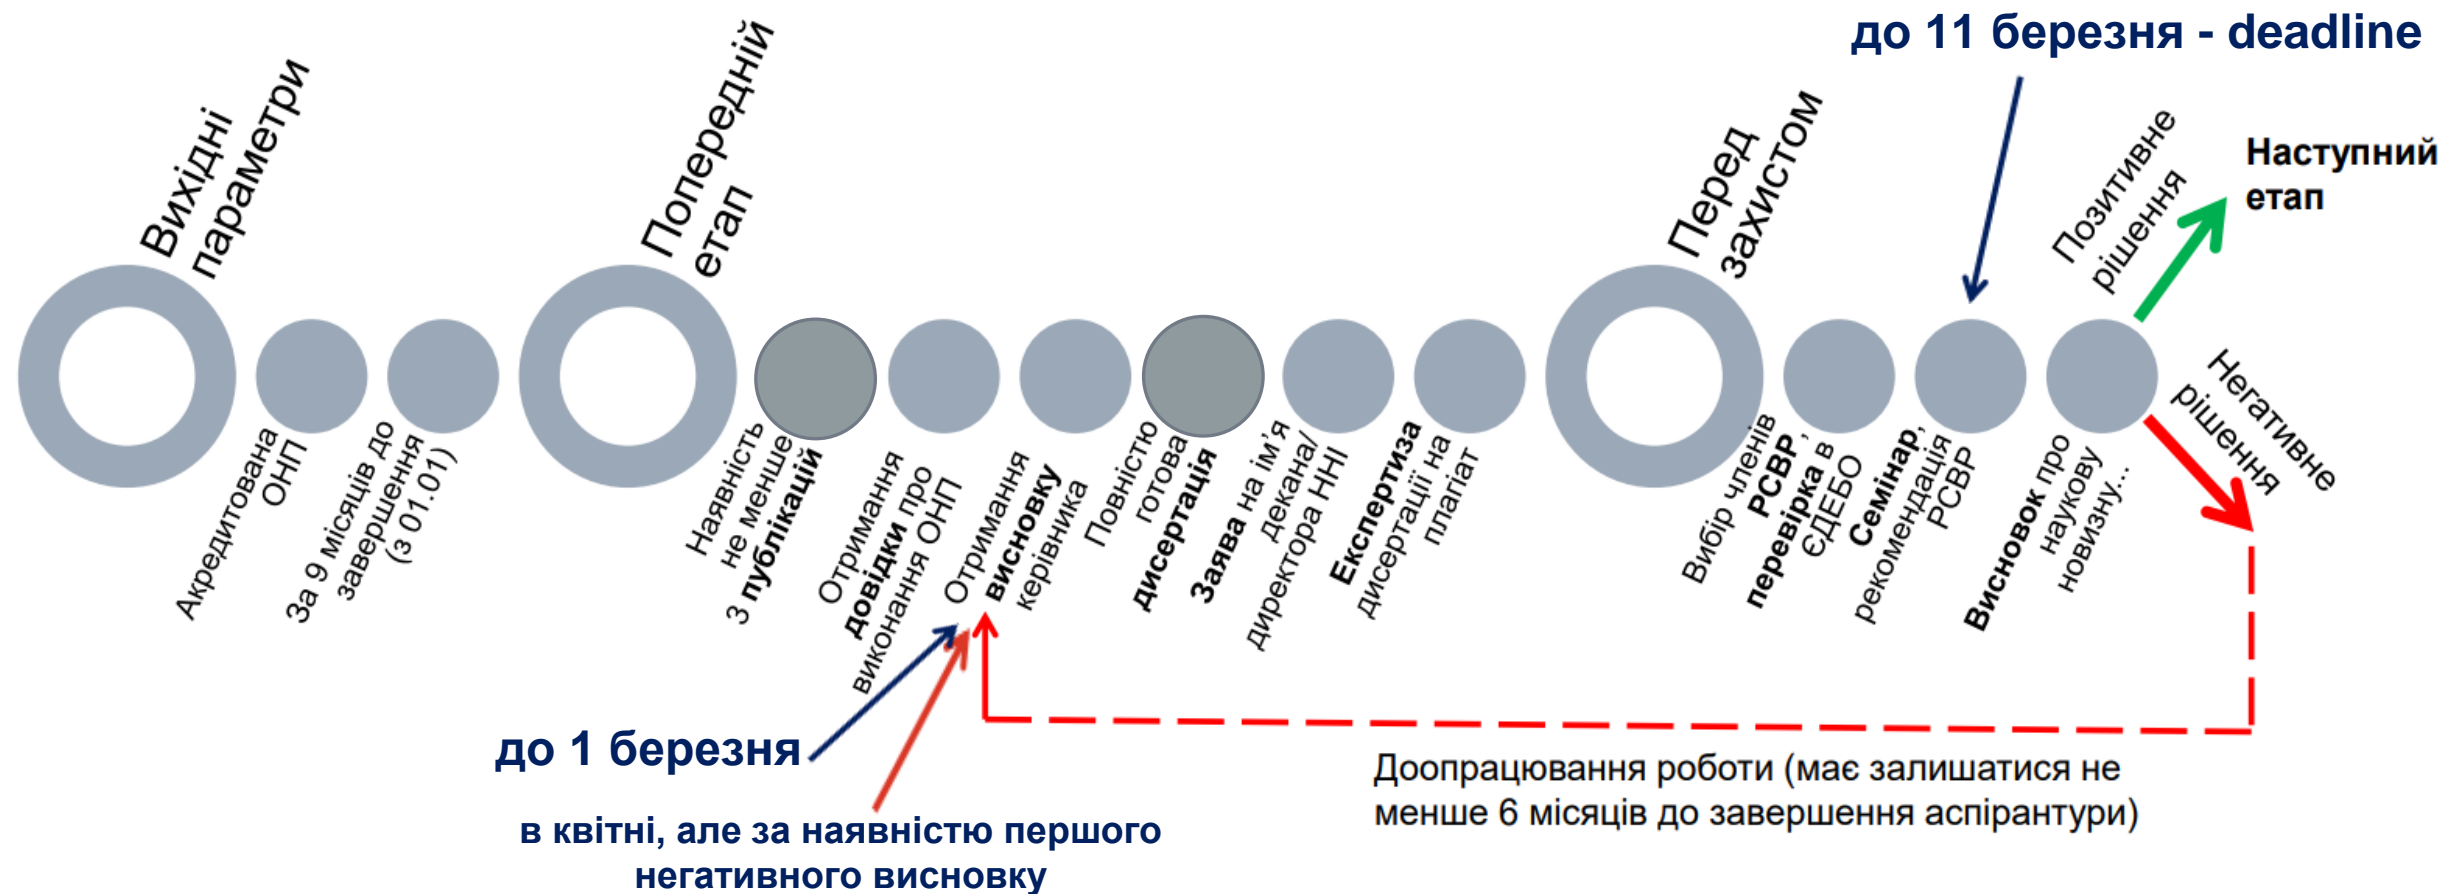 до 11 березня - deadline
Вихідні
параметри
Акредитована
ОНП
За 9 місяців до
завершення
(з 01.01)
Попередній
етап
Наявність
не менше
3 публікацій
Отримання
довідки про
виконання ОНП
Отримання
висновку
керівника
Повністю
готова
дисертація
Заява на ім’я
декана/
директора ННІ
Експертиза
дисертації на
плагіат
Перед
захистом
Вибір членів
РСВР,
перевірка в
ЄДЕБО
Семінар,
рекомендація
РСВР
Висновок про
наукову
новизну...
Позитивне
рішення
Наступний
етап
Негативне
рішення
до 1 березня
в квітні, але за наявністю першого
негативного висновку
Доопрацювання роботи (має залишатися не
менше 6 місяців до завершення аспірантури)